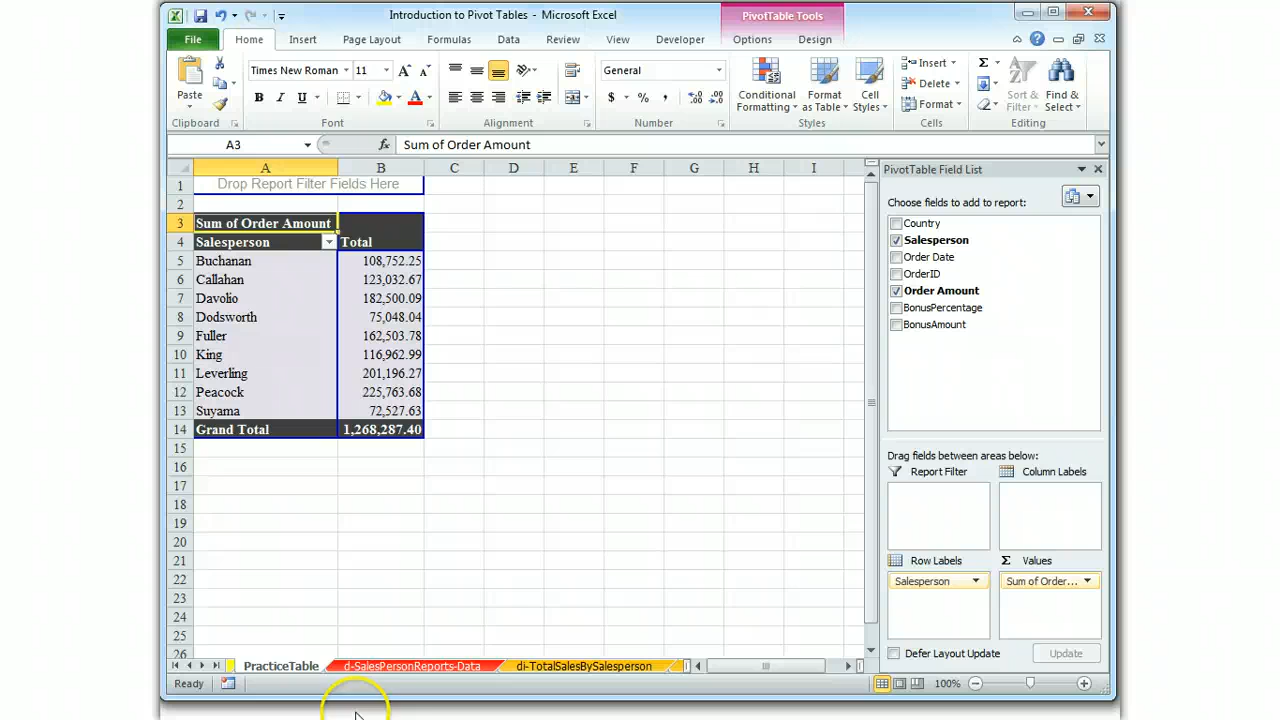 Introduction to Pivot Tables - Microsoft Excel
PivotTable Tools
File Home Insert Page Layout Formulas Data Review View Developer Options Design
Paste
Times New Roman 11
B I U
A A
General
$ % ,
Conditional Formatting
Format as Table
Cell Styles
Insert
Delete
Format
Σ
Sort & Filter
Find & Select
Clipboard Font Alignment Number Styles Cells Editing
A3 fx Sum of Order Amount
A B C D E F G H I
1 Drop Report Filter Fields Here
2
3 Sum of Order Amount
4 Salesperson Total
5 Buchanan 108,752.25
6 Callahan 123,032.67
7 Davolio 182,500.09
8 Dodsworth 75,048.04
9 Fuller 162,503.78
10 King 116,962.99
11 Leverling 201,196.27
12 Peacock 225,763.68
13 Suyama 72,527.63
14 Grand Total 1,268,287.40
15
16
17
18
19
20
21
22
23
24
25
26
PivotTable Field List
Choose fields to add to report:
Country
Salesperson
Order Date
OrderID
Order Amount
BonusPercentage
BonusAmount
Drag fields between areas below:
Report Filter Column Labels
Row Labels Σ Values
Salesperson Sum of Order...
Defer Layout Update Update
PracticeTable d-SalesPersonReports-Data di-TotalSalesBySalesperson
Ready 100%